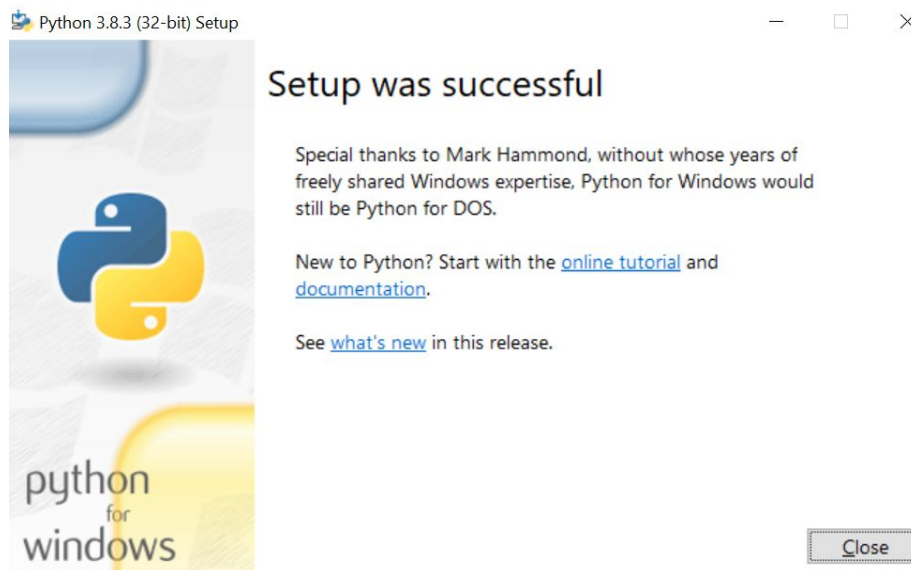 Python 3.8.3 (32-bit) Setup
Setup was successful
Special thanks to Mark Hammond, without whose years of
freely shared Windows expertise, Python for Windows would
still be Python for DOS.
New to Python? Start with the online tutorial and
documentation.
See what's new in this release.
python
for
windows
Close